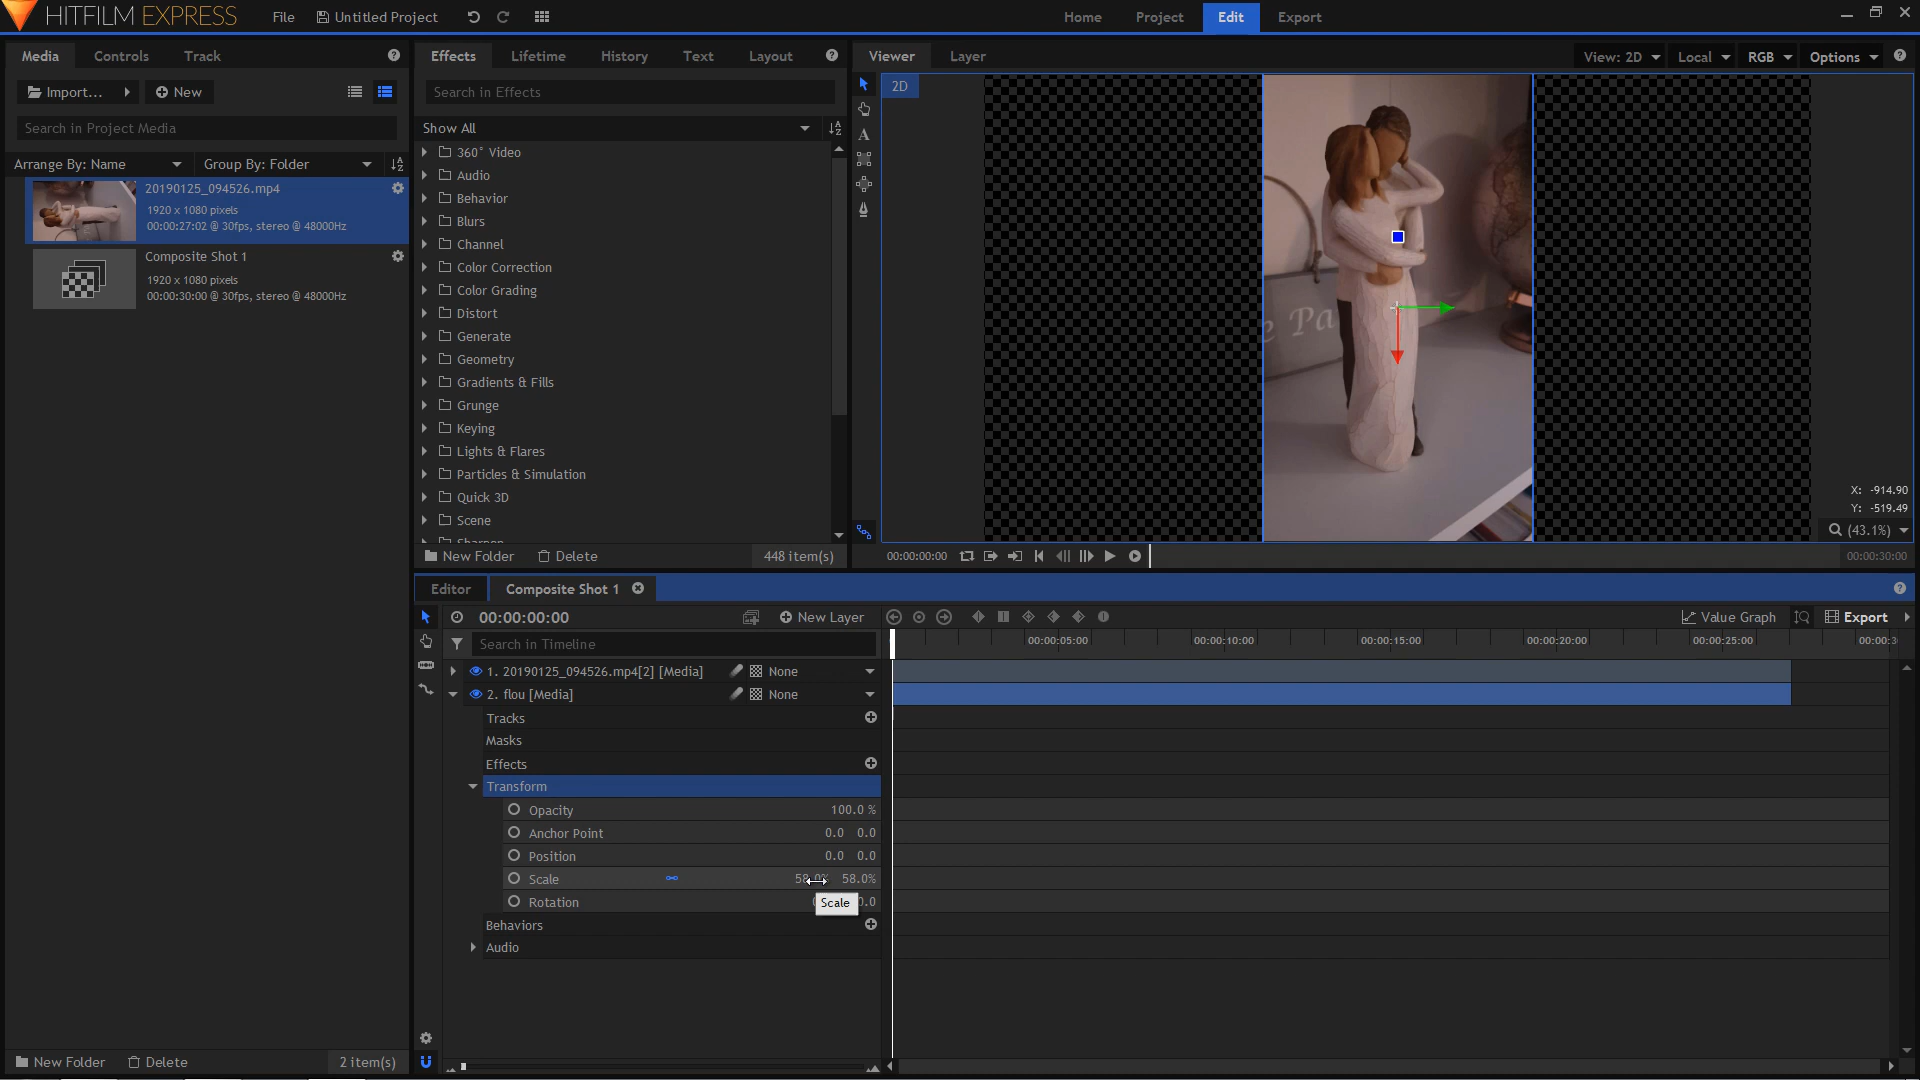 HITFILM EXPRESS
File
Untitled Project
Home
Project
Edit
Export
Media
Controls
Track
Effects
Lifetime
History
Text
Layout
Viewer
Layer
View: 2D
Local
RGB
Options
Import...
New
Search in Project Media
Arrange By: Name
Group By: Folder
20190125_094526.mp4
1920 x 1080 pixels
00:00:27:02 @ 30fps, stereo @ 48000Hz
Composite Shot 1
1920 x 1080 pixels
00:00:30:00 @ 30fps, stereo @ 48000Hz
New Folder
Delete
2 item(s)
Search in Effects
Show All
360° Video
Audio
Behavior
Blurs
Channel
Color Correction
Color Grading
Distort
Generate
Geometry
Gradients & Fills
Grunge
Keying
Lights & Flares
Particles & Simulation
Quick 3D
Scene
Sharpen
New Folder
Delete
448 item(s)
2D
e Pa
X: -914.90
Y: -519.49
(43.1%)
00:00:00:00
00:00:30:00
Editor
Composite Shot 1
00:00:00:00
New Layer
Value Graph
Export
Search in Timeline
00:00:05:00
00:00:10:00
00:00:15:00
00:00:20:00
00:00:25:00
00:00:3
1. 20190125_094526.mp4[2] [Media]
None
2. flou [Media]
None
Tracks
Masks
Effects
Transform
Opacity
100.0 %
Anchor Point
0.0 0.0
Position
0.0 0.0
Scale
58.0% 58.0%
Rotation
0.0
Scale
Behaviors
Audio